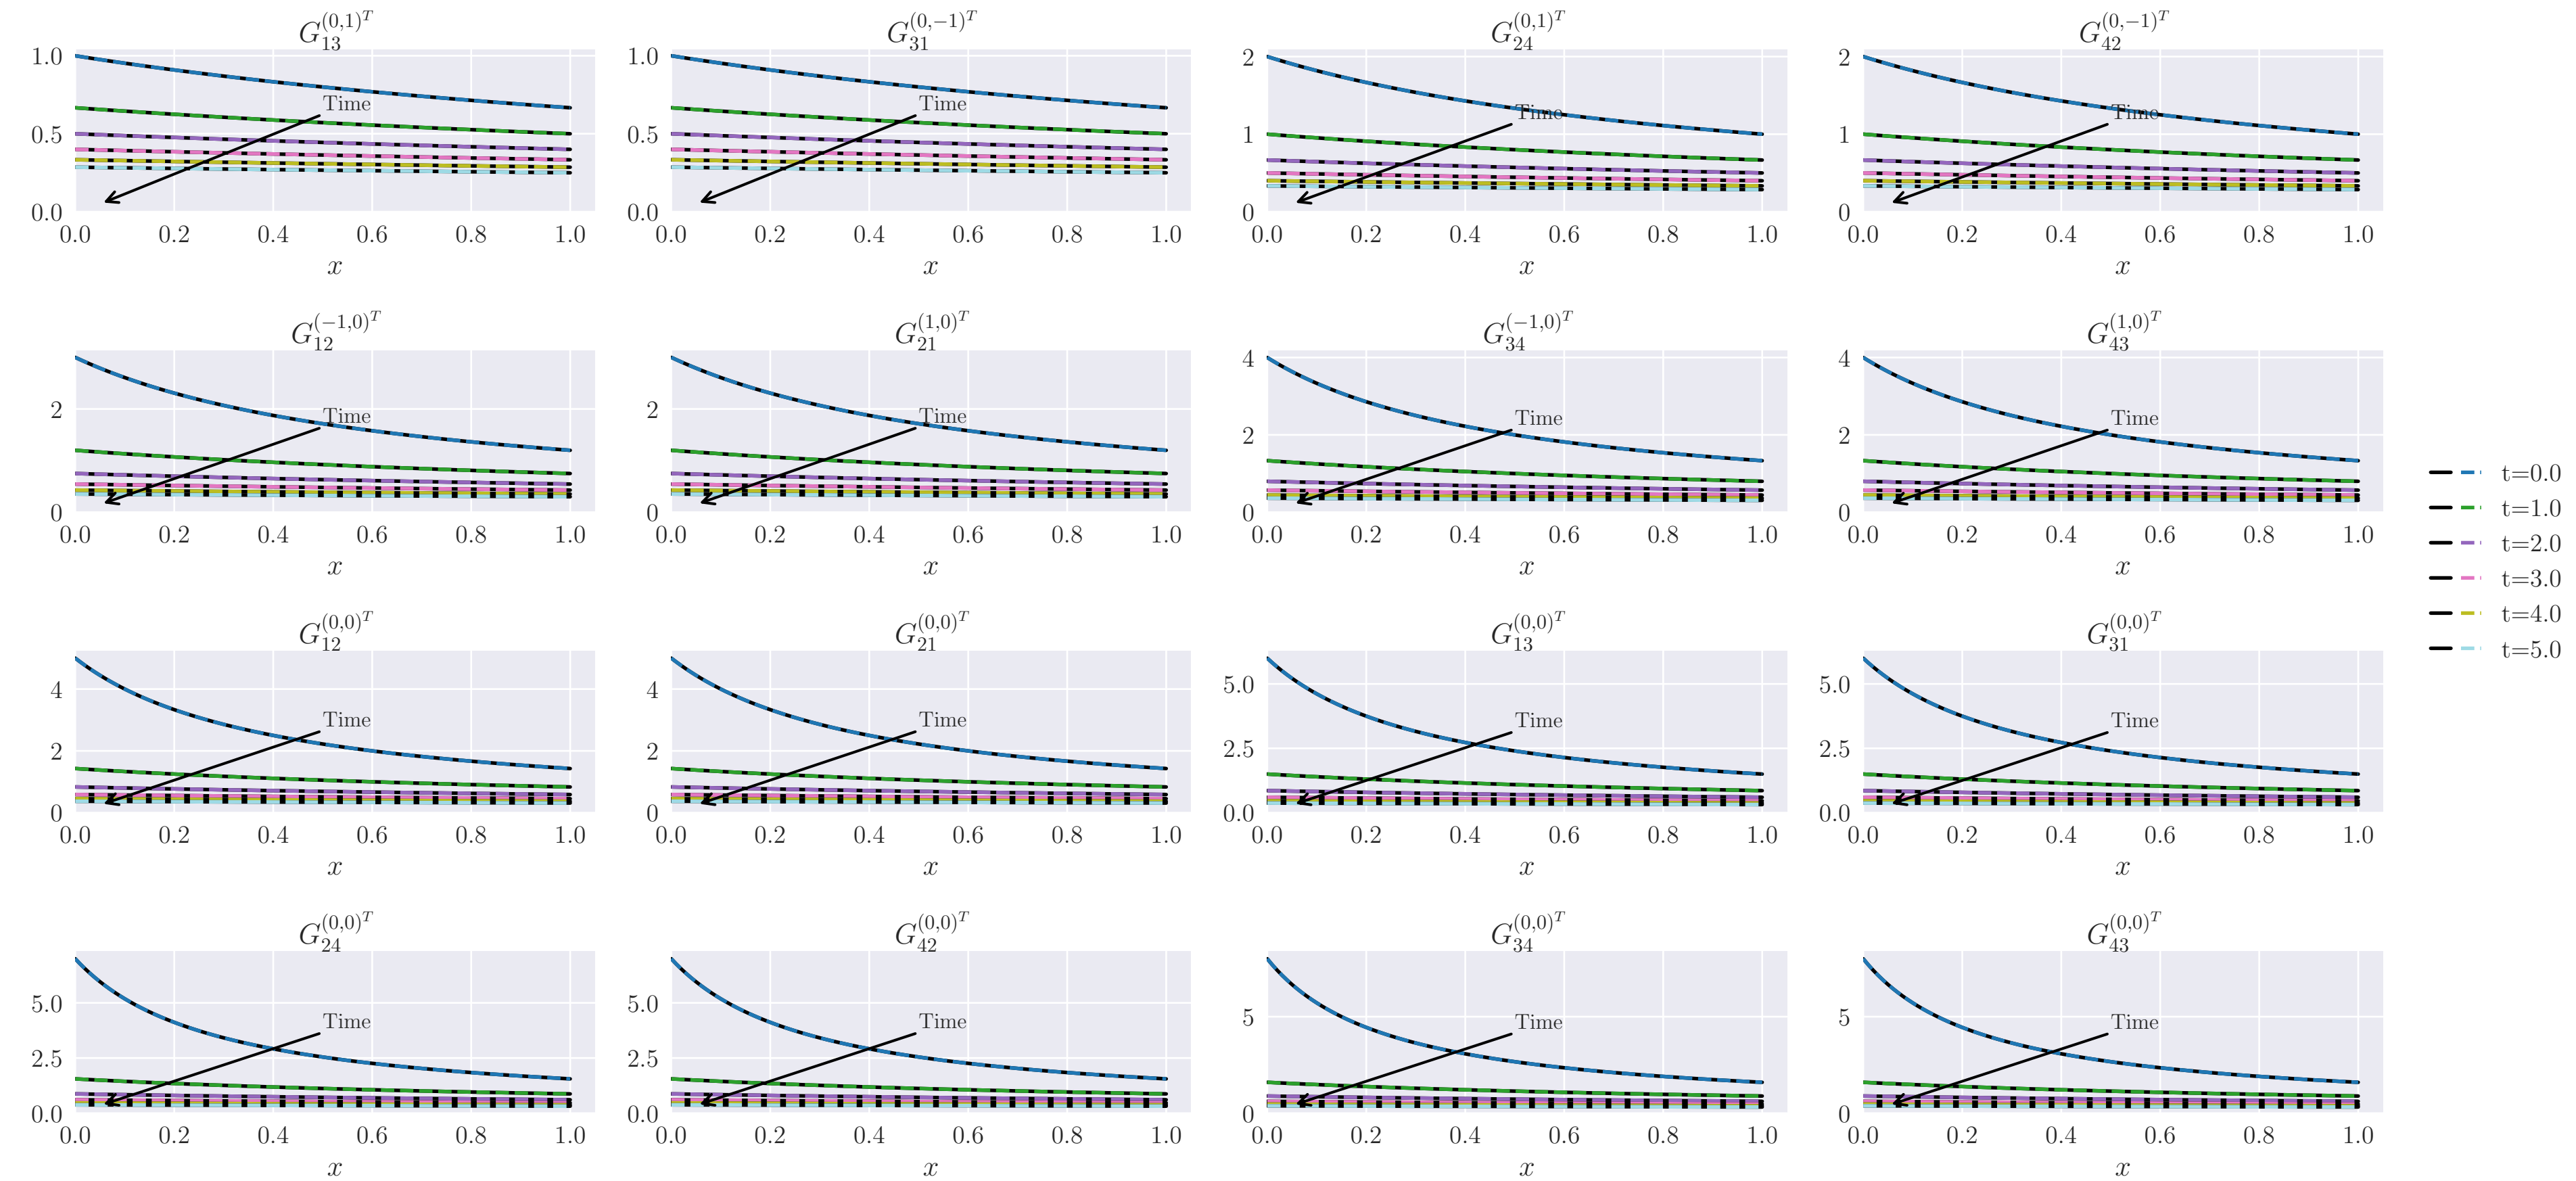 G_{13}^{(0,1)^T} G_{31}^{(0,-1)^T} G_{24}^{(0,1)^T} G_{42}^{(0,-1)^T}
1.0 1.0 2 2
Time Time Time Time
0.5 0.5 1 1
0.0 0.0 0 0
0.0 0.2 0.4 0.6 0.8 1.0 0.0 0.2 0.4 0.6 0.8 1.0 0.0 0.2 0.4 0.6 0.8 1.0 0.0 0.2 0.4 0.6 0.8 1.0
x x x x
G_{12}^{(-1,0)^T} G_{21}^{(1,0)^T} G_{34}^{(-1,0)^T} G_{43}^{(1,0)^T}
4 4
2 Time 2 Time Time Time
2 2
0 0 0 0
0.0 0.2 0.4 0.6 0.8 1.0 0.0 0.2 0.4 0.6 0.8 1.0 0.0 0.2 0.4 0.6 0.8 1.0 0.0 0.2 0.4 0.6 0.8 1.0
x x x x
t=0.0
t=1.0
t=2.0
t=3.0
t=4.0
t=5.0
G_{12}^{(0,0)^T} G_{21}^{(0,0)^T} G_{13}^{(0,0)^T} G_{31}^{(0,0)^T}
4 4 5.0 5.0
Time Time Time Time
2 2 2.5 2.5
0 0 0.0 0.0
0.0 0.2 0.4 0.6 0.8 1.0 0.0 0.2 0.4 0.6 0.8 1.0 0.0 0.2 0.4 0.6 0.8 1.0 0.0 0.2 0.4 0.6 0.8 1.0
x x x x
G_{24}^{(0,0)^T} G_{42}^{(0,0)^T} G_{34}^{(0,0)^T} G_{43}^{(0,0)^T}
5.0 5.0 5 5
Time Time Time Time
2.5 2.5
0.0 0.0 0 0
0.0 0.2 0.4 0.6 0.8 1.0 0.0 0.2 0.4 0.6 0.8 1.0 0.0 0.2 0.4 0.6 0.8 1.0 0.0 0.2 0.4 0.6 0.8 1.0
x x x x